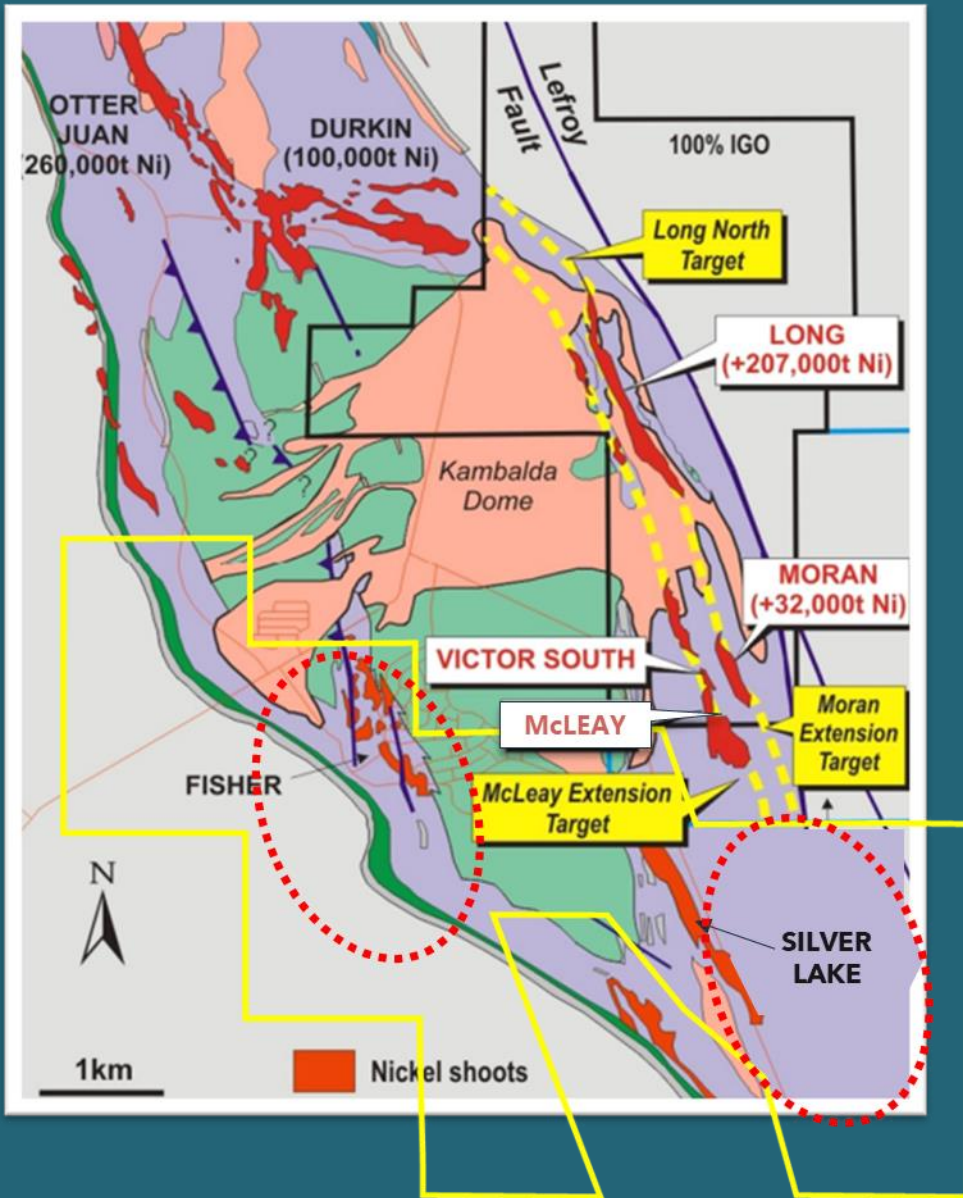 OTTER
JUAN
(260,000t Ni)
DURKIN
(100,000t Ni)
Lefroy
Fault
100% IGO
Long North
Target
LONG
(+207,000t Ni)
?
?
?
Kambalda
Dome
MORAN
(+32,000t Ni)
VICTOR SOUTH
McLEAY
Moran
Extension
Target
FISHER
McLeay Extension
Target
N
SILVER
LAKE
1km
Nickel shoots